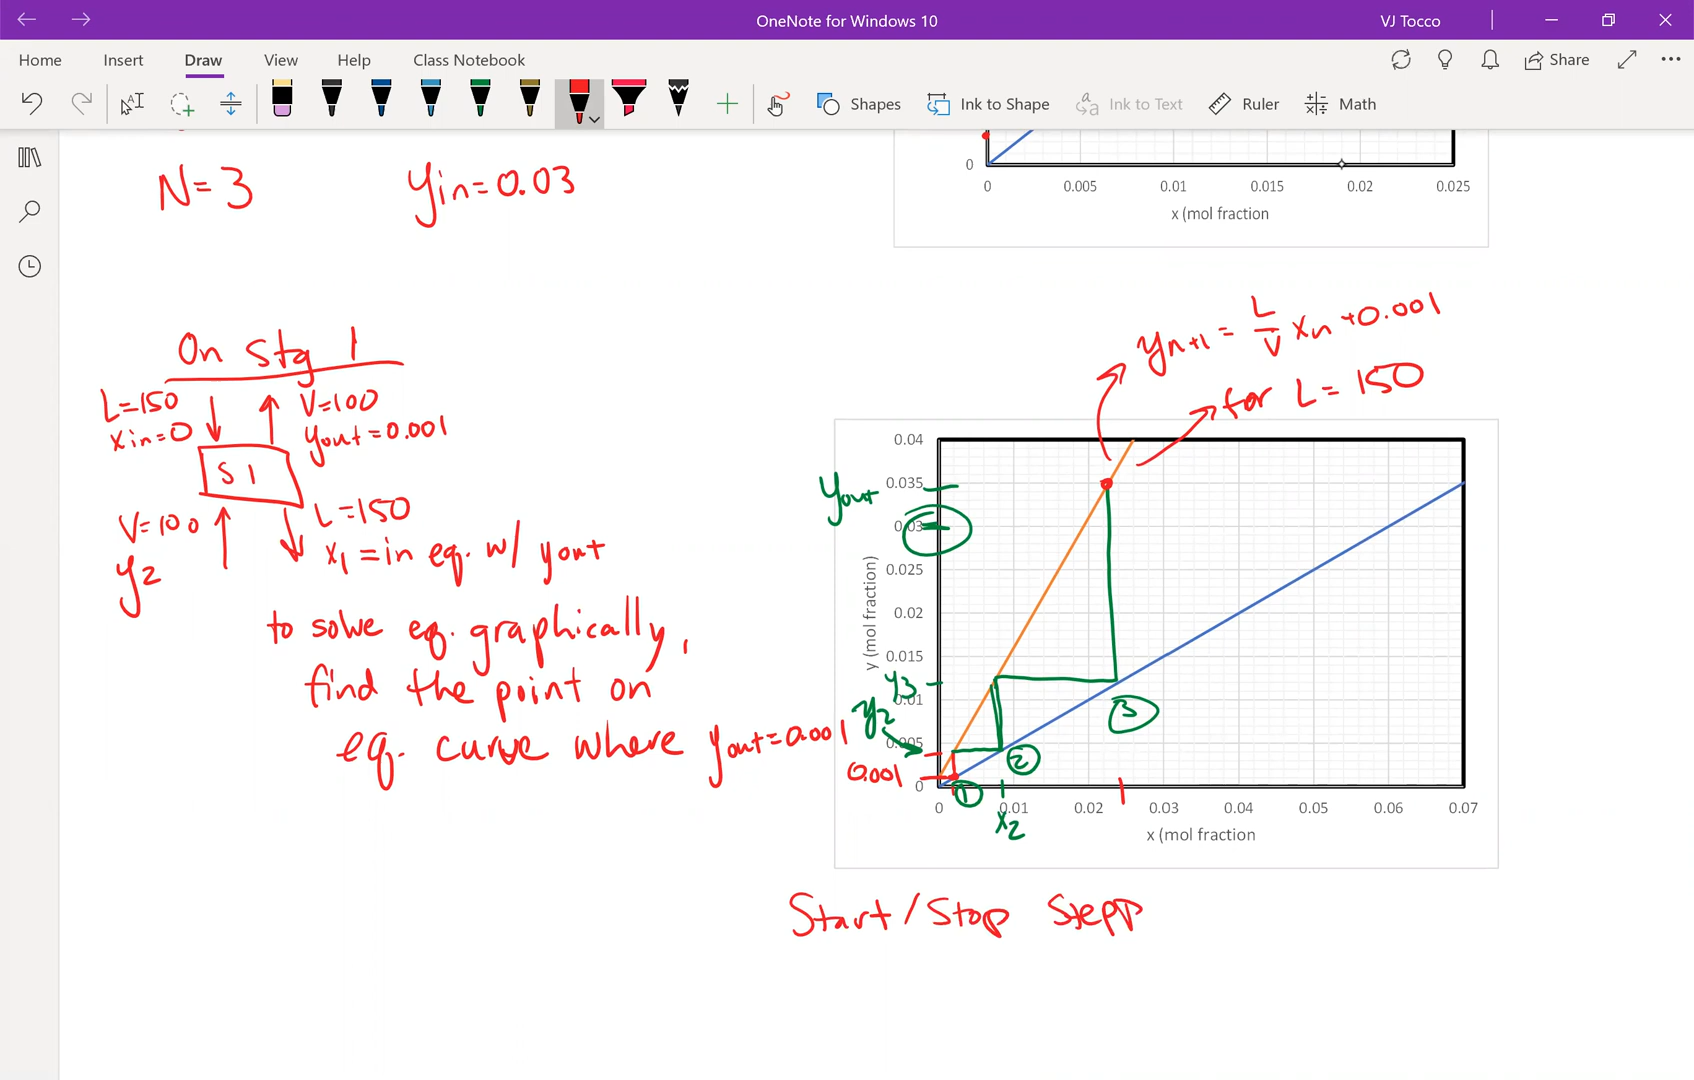 OneNote for Windows 10
VJ Tocco
Home Insert Draw View Help Class Notebook
Share
Shapes Ink to Shape Ink to Text Ruler Math
N=3 yin=0.03
0
0 0.005 0.01 0.015 0.02 0.025
x (mol fraction
yn+1 = L/V xn +0.001
for L= 150
On Stg 1
L=150 V=100
xin=0 yout=0.001
S1
V=100 L=150
y2 x1=in eq. w/ yout
to solve eq. graphically,
find the point on
eq. curve where yout=0.001
0.04
yout 0.035
0.03
0.025
0.02
0.015
y3 0.01
y2 0.005
0.001 0
y (mol fraction)
1 2 3
0 0.01 0.02 0.03 0.04 0.05 0.06 0.07
x2
x (mol fraction
Start/Stop Stepp